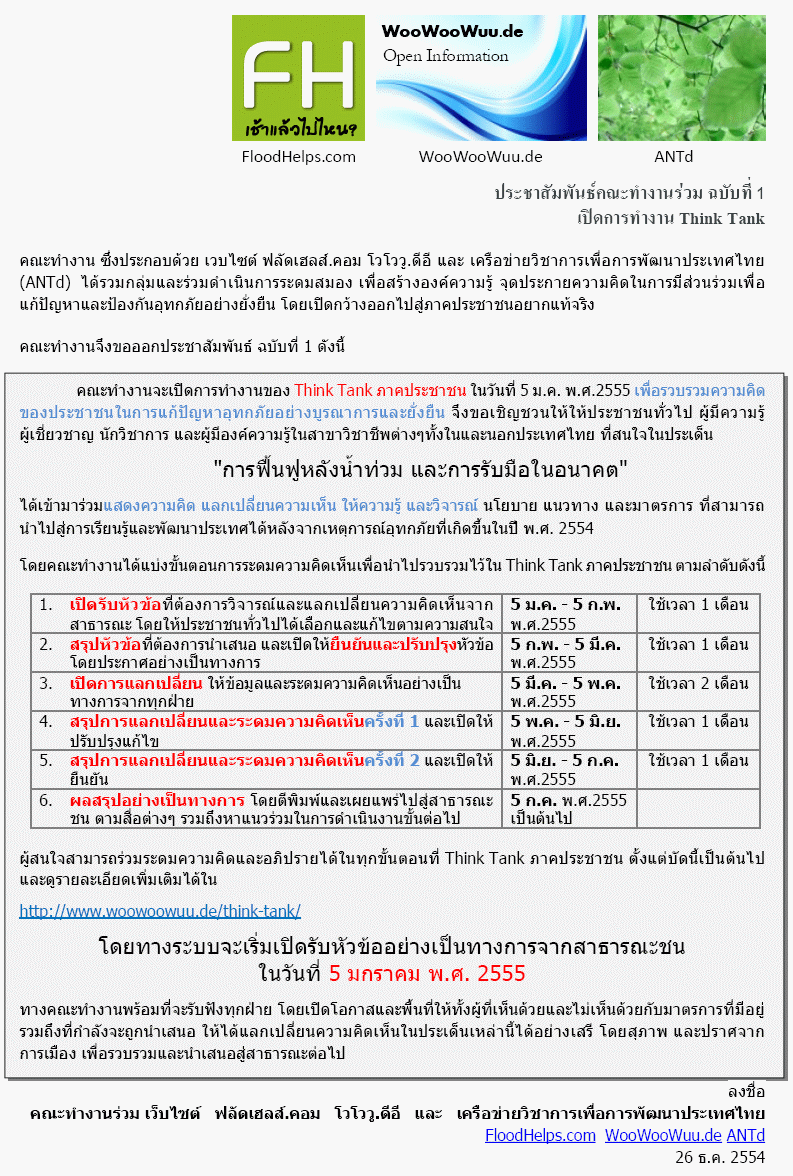 FH
เช้าแล้วไปไหน?
WooWooWuu.de
Open Information
FloodHelps.com
WooWooWuu.de
ANTd
ประชาสัมพันธ์คณะทำงานร่วม ฉบับที่ 1
เปิดการทำงาน Think Tank
คณะทำงาน ซึ่งประกอบด้วย เวบไซต์ ฟลัดเฮลส์.คอม โวโววู.ดีอี และ เครือข่ายวิชาการเพื่อการพัฒนาประเทศไทย
(ANTd) ได้รวมกลุ่มและร่วมดำเนินการระดมสมอง เพื่อสร้างองค์ความรู้ จุดประกายความคิดในการมีส่วนร่วมเพื่อ
แก้ปัญหาและป้องกันอุทกภัยอย่างยั่งยืน โดยเปิดกว้างออกไปสู่ภาคประชาชนอยากแท้จริง
คณะทำงานจึงขอออกประชาสัมพันธ์ ฉบับที่ 1 ดังนี้
คณะทำงานจะเปิดการทำงานของ Think Tank ภาคประชาชน ในวันที่ 5 ม.ค. พ.ศ.2555 เพื่อรวบรวมความคิด
ของประชาชนในการแก้ปัญหาอุทกภัยอย่างบูรณาการและยั่งยืน จึงขอเชิญชวนให้ให้ประชาชนทั่วไป ผู้มีความรู้
ผู้เชี่ยวชาญ นักวิชาการ และผู้มีองค์ความรู้ในสาขาวิชาชีพต่างๆทั้งในและนอกประเทศไทย ที่สนใจในประเด็น
"การฟื้นฟูหลังน้ำท่วม และการรับมือในอนาคต"
ได้เข้ามาร่วมแสดงความคิด แลกเปลี่ยนความเห็น ให้ความรู้ และวิจารณ์ นโยบาย แนวทาง และมาตรการ ที่สามารถ
นำไปสู่การเรียนรู้และพัฒนาประเทศได้หลังจากเหตุการณ์อุทกภัยที่เกิดขึ้นในปี พ.ศ. 2554
โดยคณะทำงานได้แบ่งขั้นตอนการระดมความคิดเห็นเพื่อนำไปรวบรวมไว้ใน Think Tank ภาคประชาชน ตามลำดับดังนี้
1. เปิดรับหัวข้อที่ต้องการวิจารณ์และแลกเปลี่ยนความคิดเห็นจาก 5 ม.ค. - 5 ก.พ. ใช้เวลา 1 เดือน
สาธารณะ โดยให้ประชาชนทั่วไปได้เลือกและแก้ไขตามความสนใจ พ.ศ.2555
2. สรุปหัวข้อที่ต้องการนำเสนอ และเปิดให้ยืนยันและปรับปรุงหัวข้อ 5 ก.พ. - 5 มี.ค. ใช้เวลา 1 เดือน
โดยประกาศอย่างเป็นทางการ พ.ศ.2555
3. เปิดการแลกเปลี่ยน ให้ข้อมูลและระดมความคิดเห็นอย่างเป็น 5 มี.ค. - 5 พ.ค. ใช้เวลา 2 เดือน
ทางการจากทุกฝ่าย พ.ศ.2555
4. สรุปการแลกเปลี่ยนและระดมความคิดเห็นครั้งที่ 1 และเปิดให้ 5 พ.ค. - 5 มิ.ย. ใช้เวลา 1 เดือน
ปรับปรุงแก้ไข พ.ศ.2555
5. สรุปการแลกเปลี่ยนและระดมความคิดเห็นครั้งที่ 2 และเปิดให้ 5 มิ.ย. - 5 ก.ค. ใช้เวลา 1 เดือน
ยืนยัน พ.ศ.2555
6. ผลสรุปอย่างเป็นทางการ โดยตีพิมพ์และเผยแพร่ไปสู่สาธารณะ 5 ก.ค. พ.ศ.2555
ชน ตามสื่อต่างๆ รวมถึงหาแนวร่วมในการดำเนินงานขั้นต่อไป เป็นต้นไป
ผู้สนใจสามารถร่วมระดมความคิดและอภิปรายได้ในทุกขั้นตอนที่ Think Tank ภาคประชาชน ตั้งแต่บัดนี้เป็นต้นไป
และดูรายละเอียดเพิ่มเติมได้ใน
http://www.woowoowuu.de/think-tank/
โดยทางระบบจะเริ่มเปิดรับหัวข้ออย่างเป็นทางการจากสาธารณะชน
ในวันที่ 5 มกราคม พ.ศ. 2555
ทางคณะทำงานพร้อมที่จะรับฟังทุกฝ่าย โดยเปิดโอกาสและพื้นที่ให้ทั้งผู้ที่เห็นด้วยและไม่เห็นด้วยกับมาตรการที่มีอยู่
รวมถึงที่กำลังจะถูกนำเสนอ ให้ได้แลกเปลี่ยนความคิดเห็นในประเด็นเหล่านี้ได้อย่างเสรี โดยสุภาพ และปราศจาก
การเมือง เพื่อรวบรวมและนำเสนอสู่สาธารณะต่อไป
ลงชื่อ
คณะทำงานร่วม เว็บไซต์ ฟลัดเฮลส์.คอม โวโววู.ดีอี และ เครือข่ายวิชาการเพื่อการพัฒนาประเทศไทย
FloodHelps.com WooWooWuu.de ANTd
26 ธ.ค. 2554